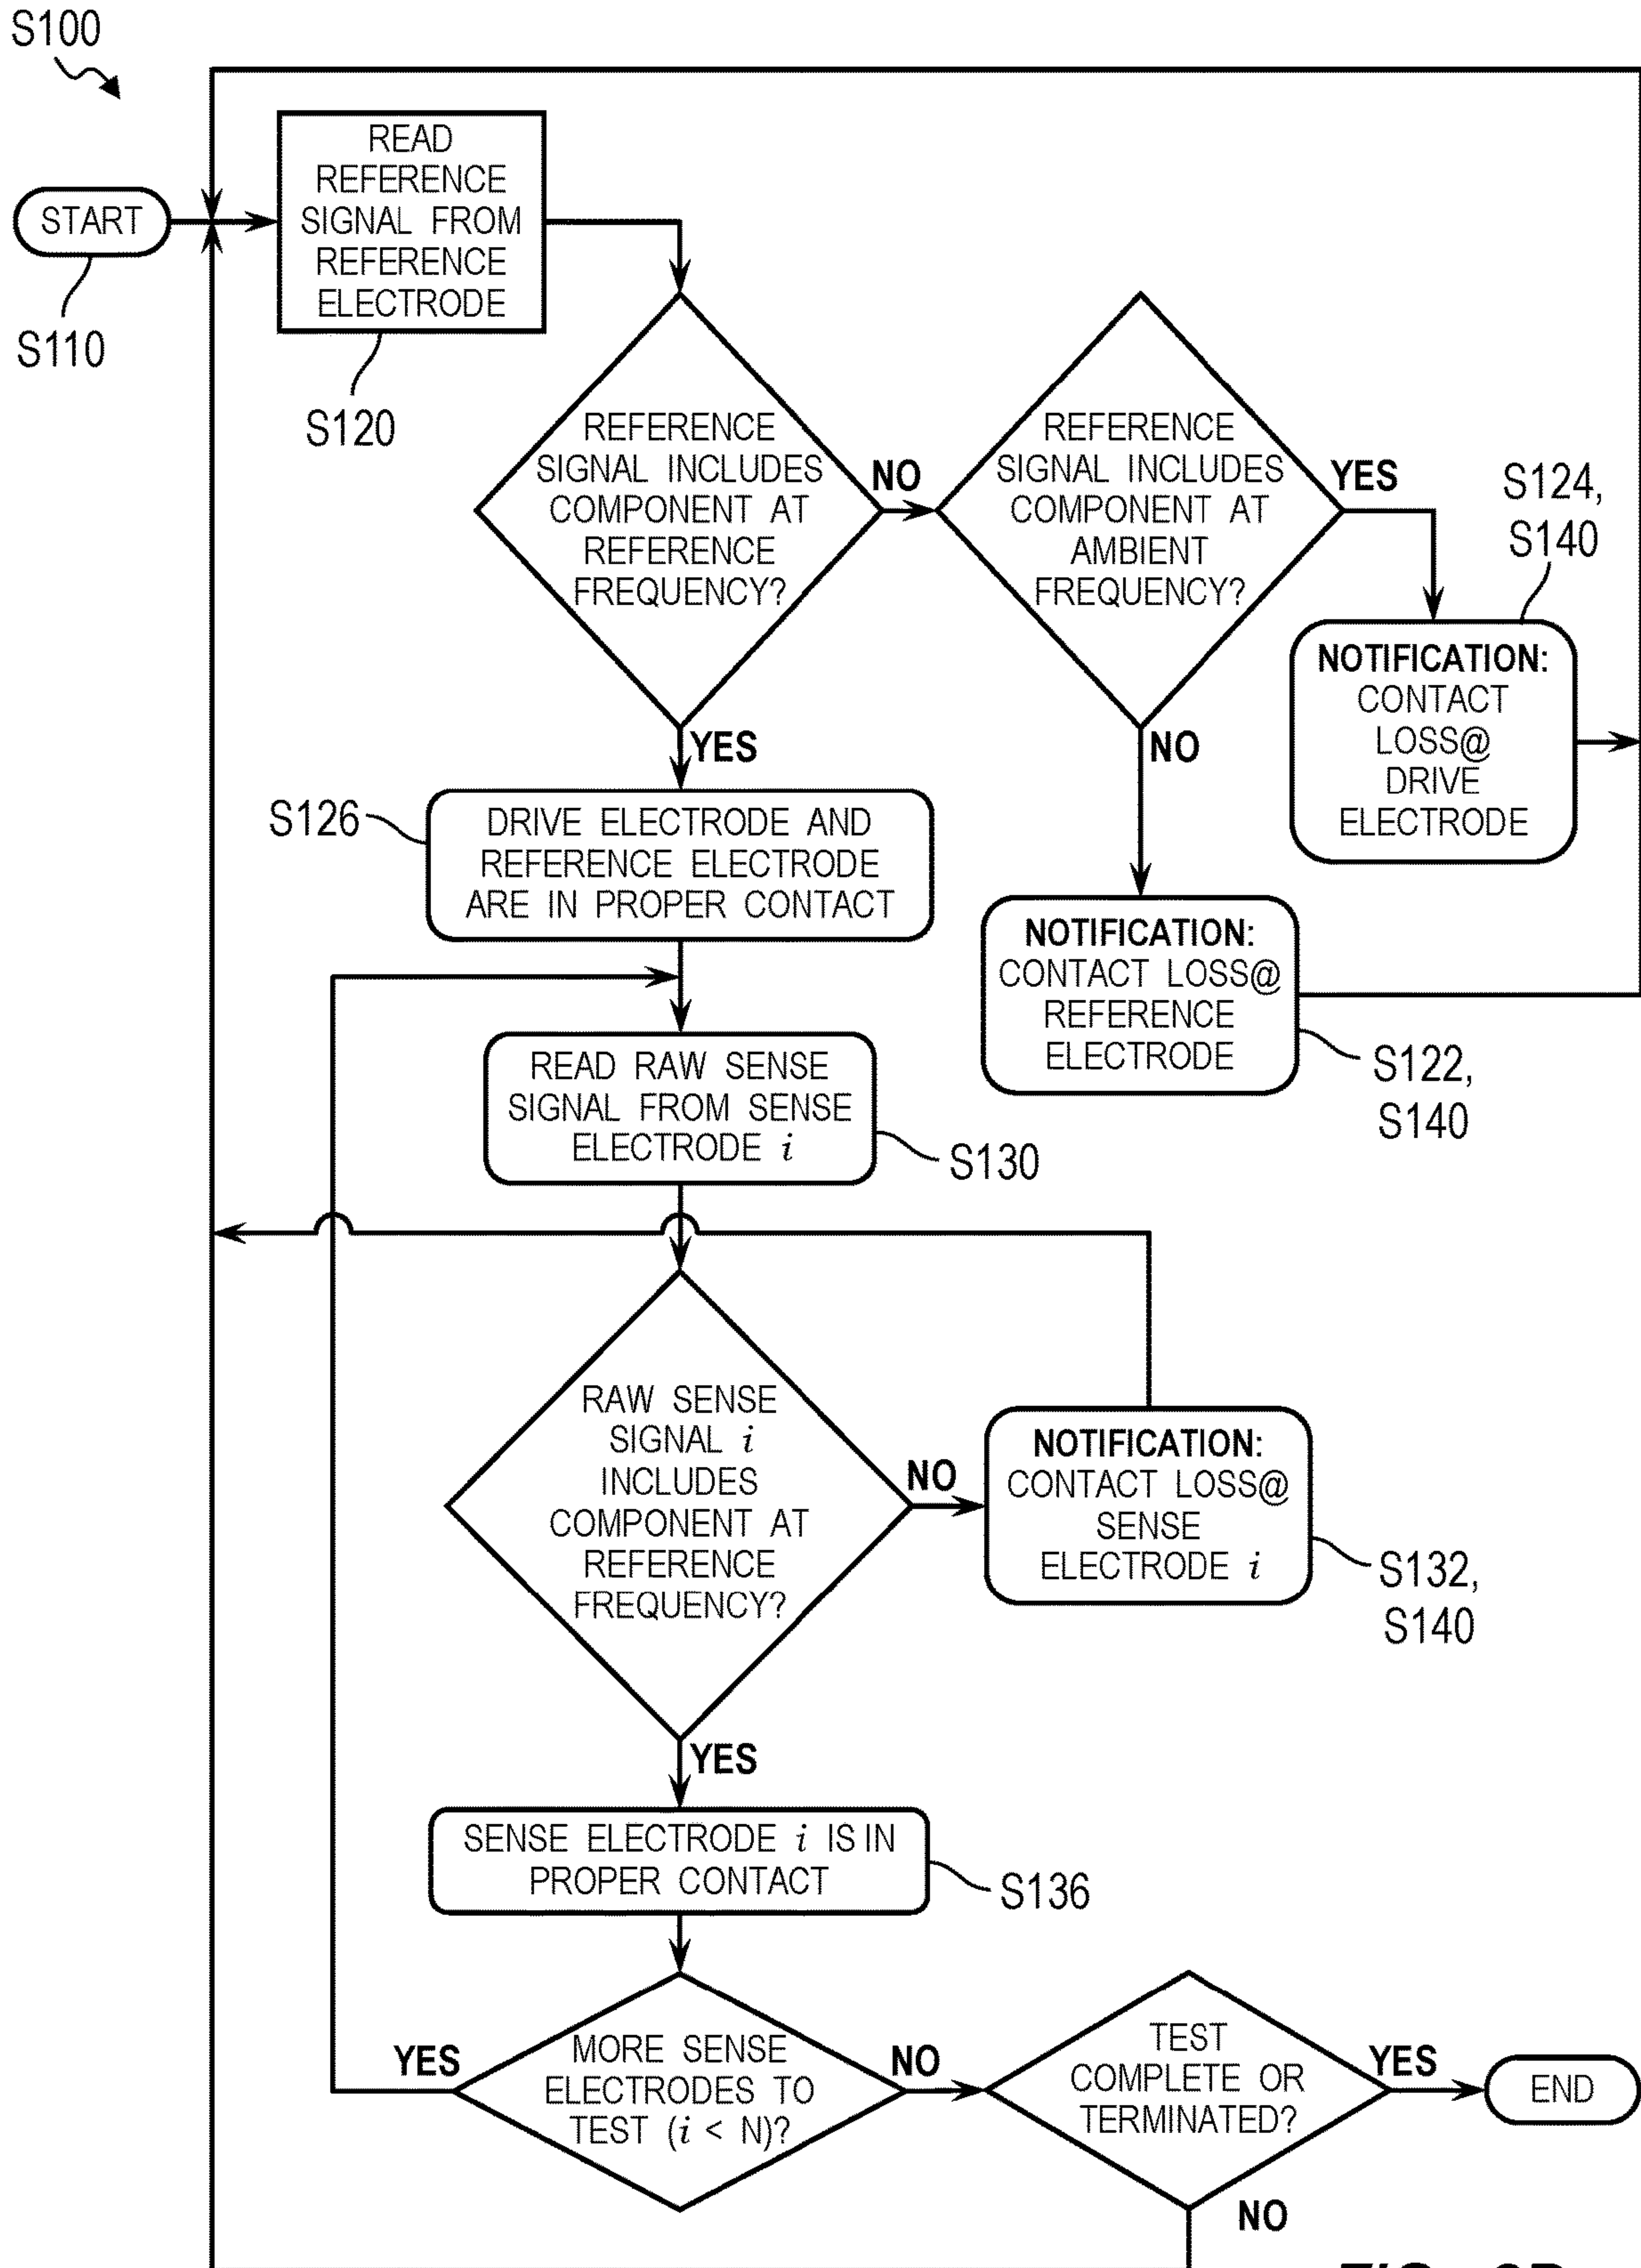 S100
START
S110
READ
REFERENCE
SIGNAL FROM
REFERENCE
ELECTRODE
S120
REFERENCE
SIGNAL INCLUDES
COMPONENT AT
REFERENCE
FREQUENCY?
NO
REFERENCE
SIGNAL INCLUDES
COMPONENT AT
AMBIENT
FREQUENCY?
YES
S124,
S140
NOTIFICATION:
CONTACT
LOSS@
DRIVE
ELECTRODE
YES
NO
S126
DRIVE ELECTRODE AND
REFERENCE ELECTRODE
ARE IN PROPER CONTACT
NOTIFICATION:
CONTACT LOSS@
REFERENCE
ELECTRODE
S122,
S140
READ RAW SENSE
SIGNAL FROM SENSE
ELECTRODE i
S130
RAW SENSE
SIGNAL i
INCLUDES
COMPONENT AT
REFERENCE
FREQUENCY?
NO
NOTIFICATION:
CONTACT LOSS@
SENSE
ELECTRODE i
S132,
S140
YES
SENSE ELECTRODE i IS IN
PROPER CONTACT
S136
YES
MORE SENSE
ELECTRODES TO
TEST (i < N)?
NO
TEST
COMPLETE OR
TERMINATED?
YES
END
NO